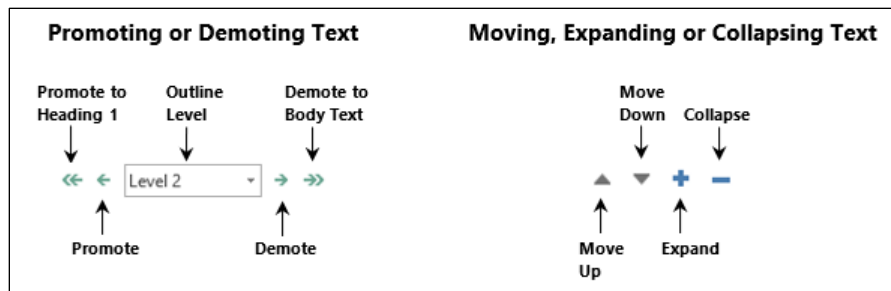 Promoting or Demoting Text
Promote to
Heading 1
Outline
Level
Demote to
Body Text
Level 2
Promote
Demote
Moving, Expanding or Collapsing Text
Move
Down
Collapse
Move
Up
Expand